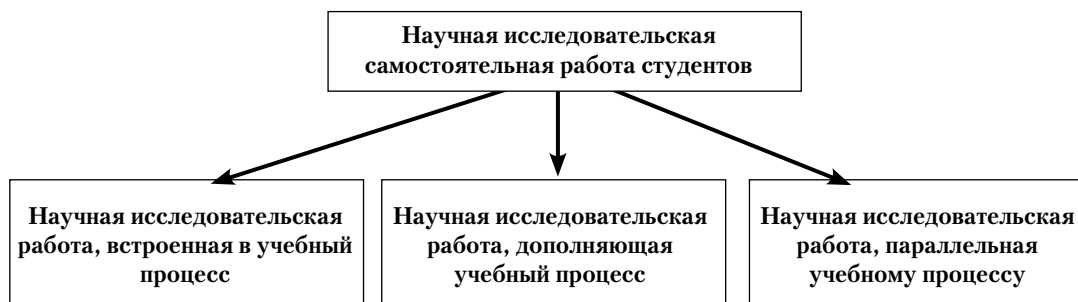 Научная исследовательская
самостоятельная работа студентов
Научная исследовательская
работа, встроенная в учебный
процесс
Научная исследовательская
работа, дополняющая
учебный процесс
Научная исследовательская
работа, параллельная
учебному процессу